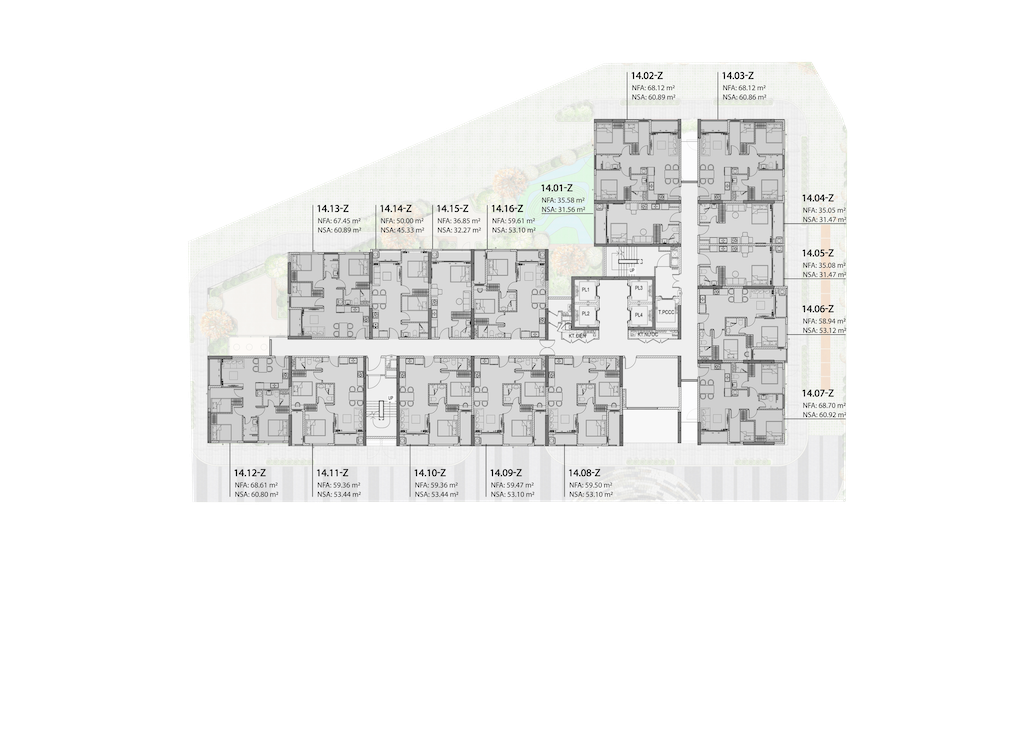 14.02-Z
NFA: 68.12 m²
NSA: 60.89 m²
14.03-Z
NFA: 68.12 m²
NSA: 60.86 m²
14.01-Z
NFA: 35.58 m²
NSA: 31.56 m²
14.04-Z
NFA: 35.05 m²
NSA: 31.47 m²
14.13-Z
NFA: 67.45 m²
NSA: 60.89 m²
14.14-Z
NFA: 50.00 m²
NSA: 45.33 m²
14.15-Z
NFA: 36.85 m²
NSA: 32.27 m²
14.16-Z
NFA: 59.61 m²
NSA: 53.10 m²
14.05-Z
NFA: 35.08 m²
NSA: 31.47 m²
UP
PL1
PL3
PL2
PL4
T.PCCC
KT.ĐIỆN
KT.NƯỚC
14.06-Z
NFA: 58.94 m²
NSA: 53.12 m²
UP
14.07-Z
NFA: 68.70 m²
NSA: 60.92 m²
14.12-Z
NFA: 68.61 m²
NSA: 60.80 m²
14.11-Z
NFA: 59.36 m²
NSA: 53.44 m²
14.10-Z
NFA: 59.36 m²
NSA: 53.44 m²
14.09-Z
NFA: 59.47 m²
NSA: 53.10 m²
14.08-Z
NFA: 59.50 m²
NSA: 53.10 m²